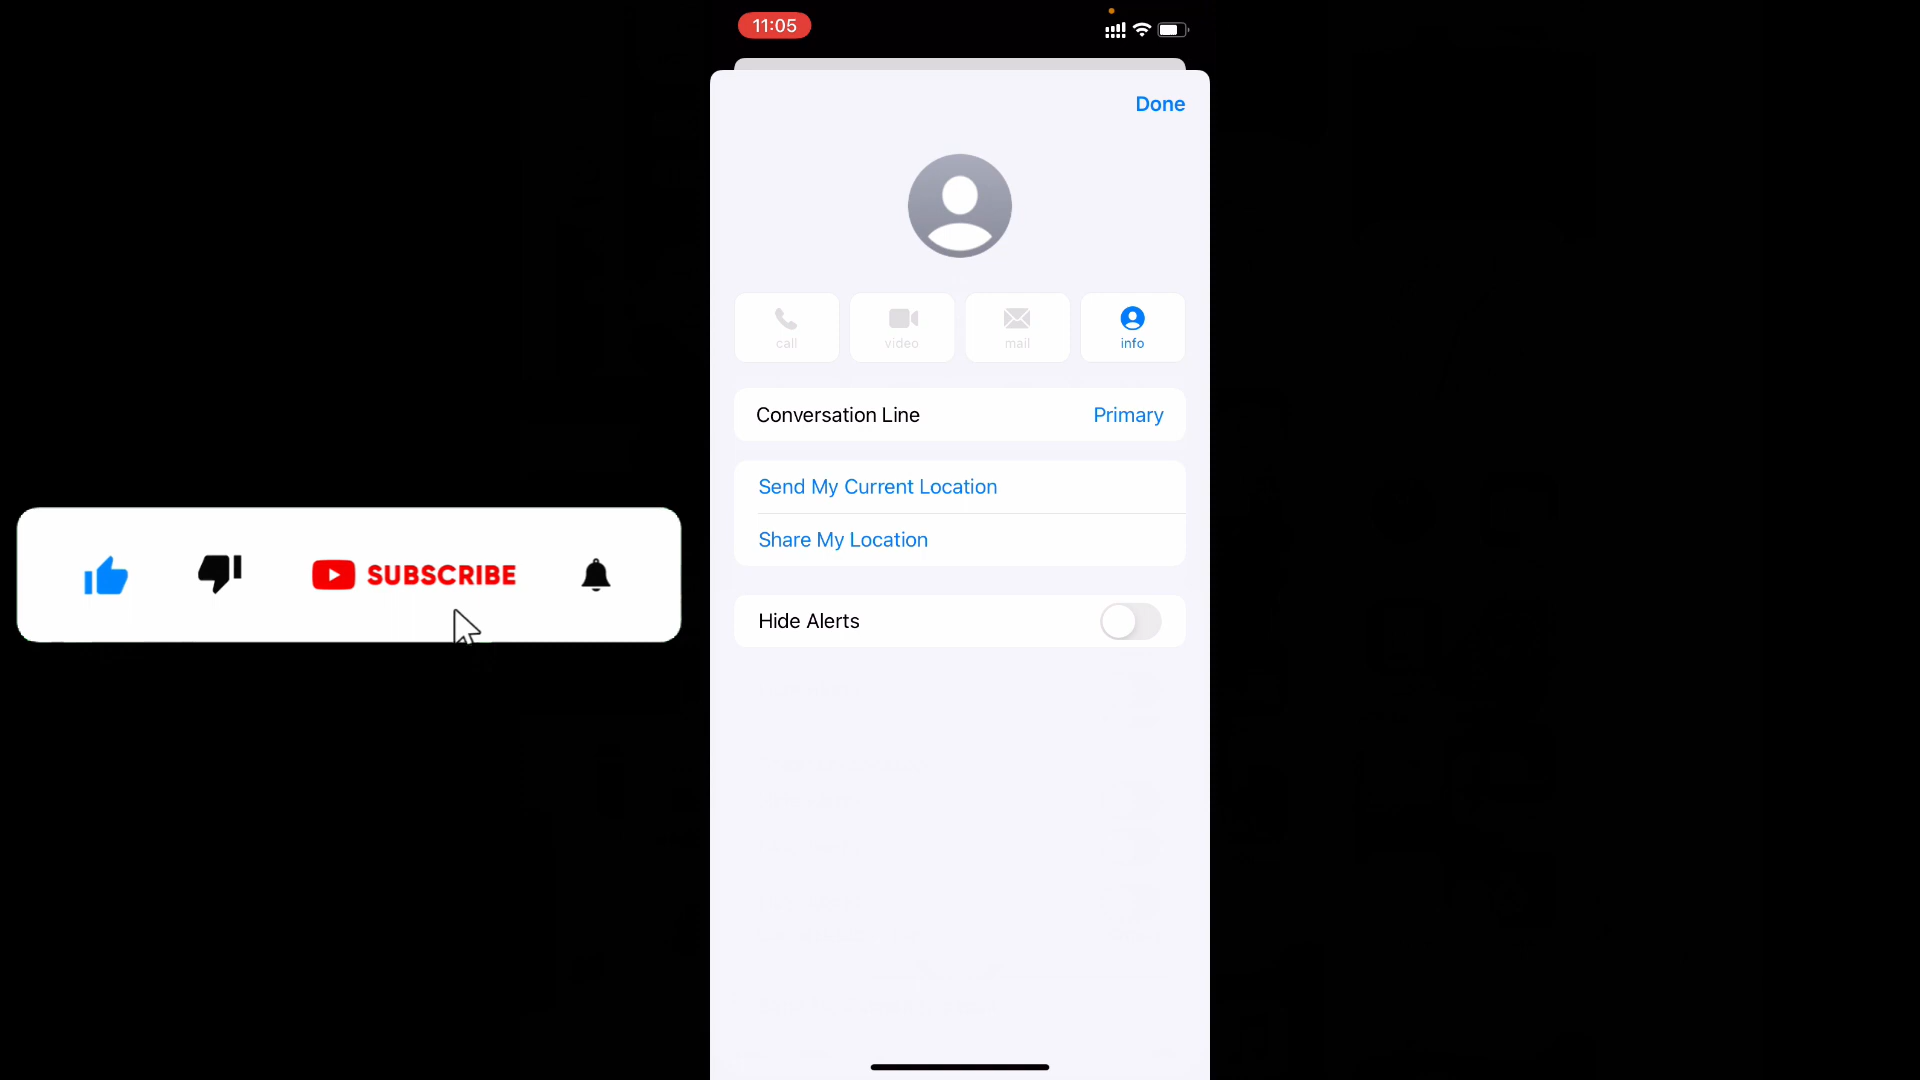 11:05
Done
call
video
mail
info
Conversation Line
Primary
Send My Current Location
Share My Location
Hide Alerts
SUBSCRIBE